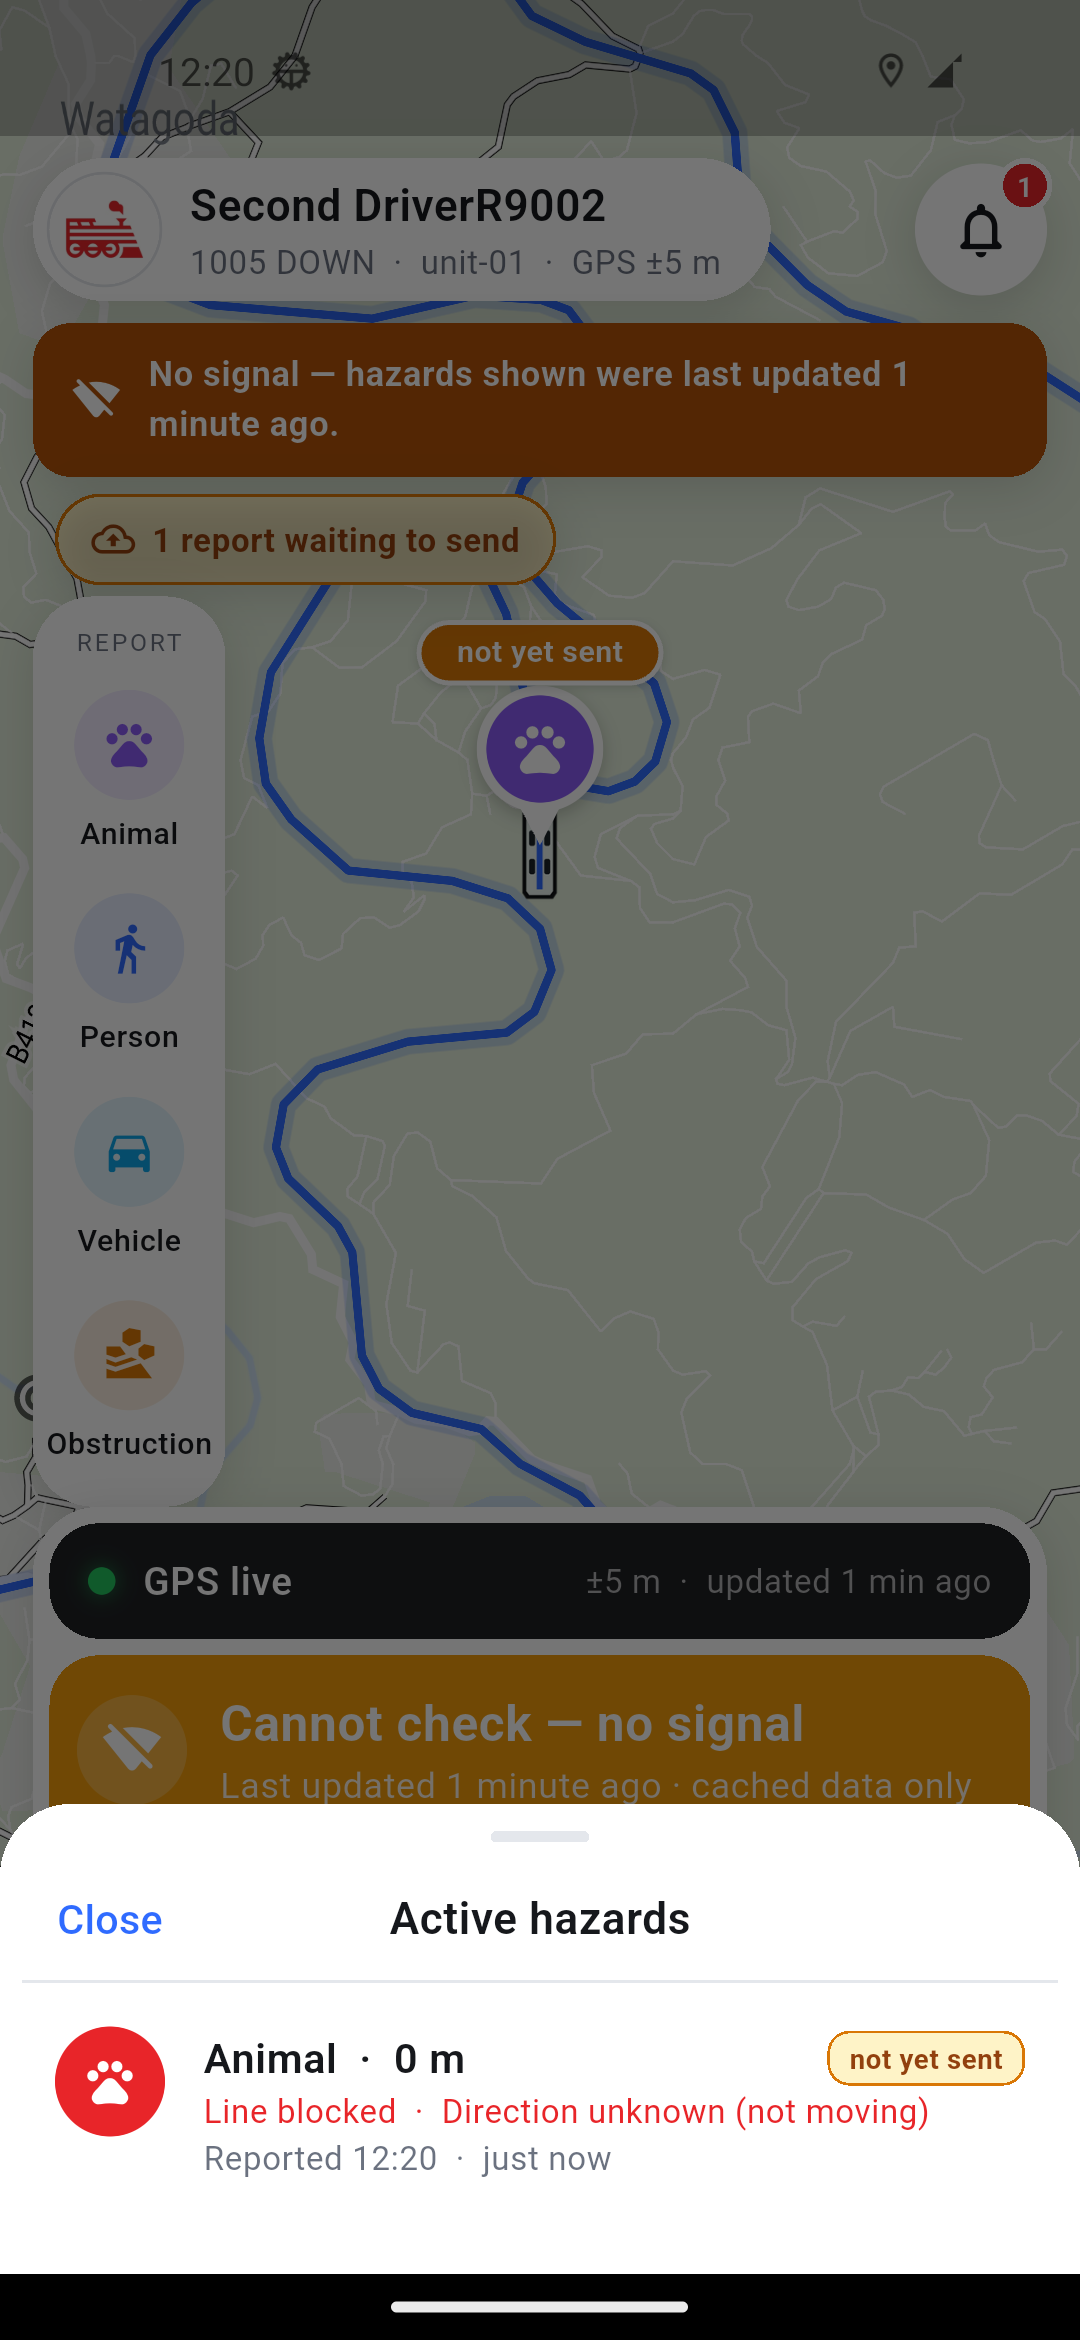 12:20
Watagoda
Second DriverR9002
1005 DOWN · unit-01 · GPS ±5 m
1
No signal — hazards shown were last updated 1
minute ago.
1 report waiting to send
REPORT
not yet sent
Animal
Person
Vehicle
Obstruction
GPS live
±5 m · updated 1 min ago
Cannot check — no signal
Last updated 1 minute ago · cached data only
Close
Active hazards
Animal · 0 m
not yet sent
Line blocked · Direction unknown (not moving)
Reported 12:20 · just now